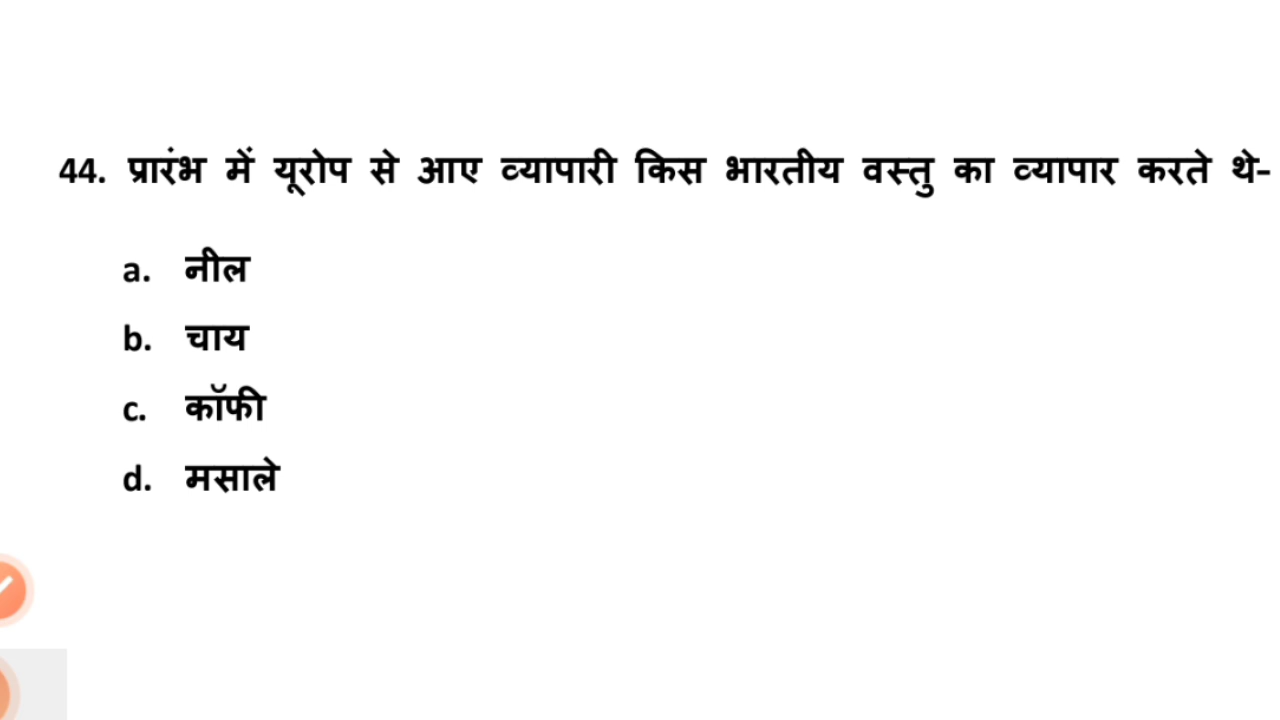 44. प्रारंभ में यूरोप से आए व्यापारी किस भारतीय वस्तु का व्यापार करते थे-
a. नील
b. चाय
c. कॉफी
d. मसाले